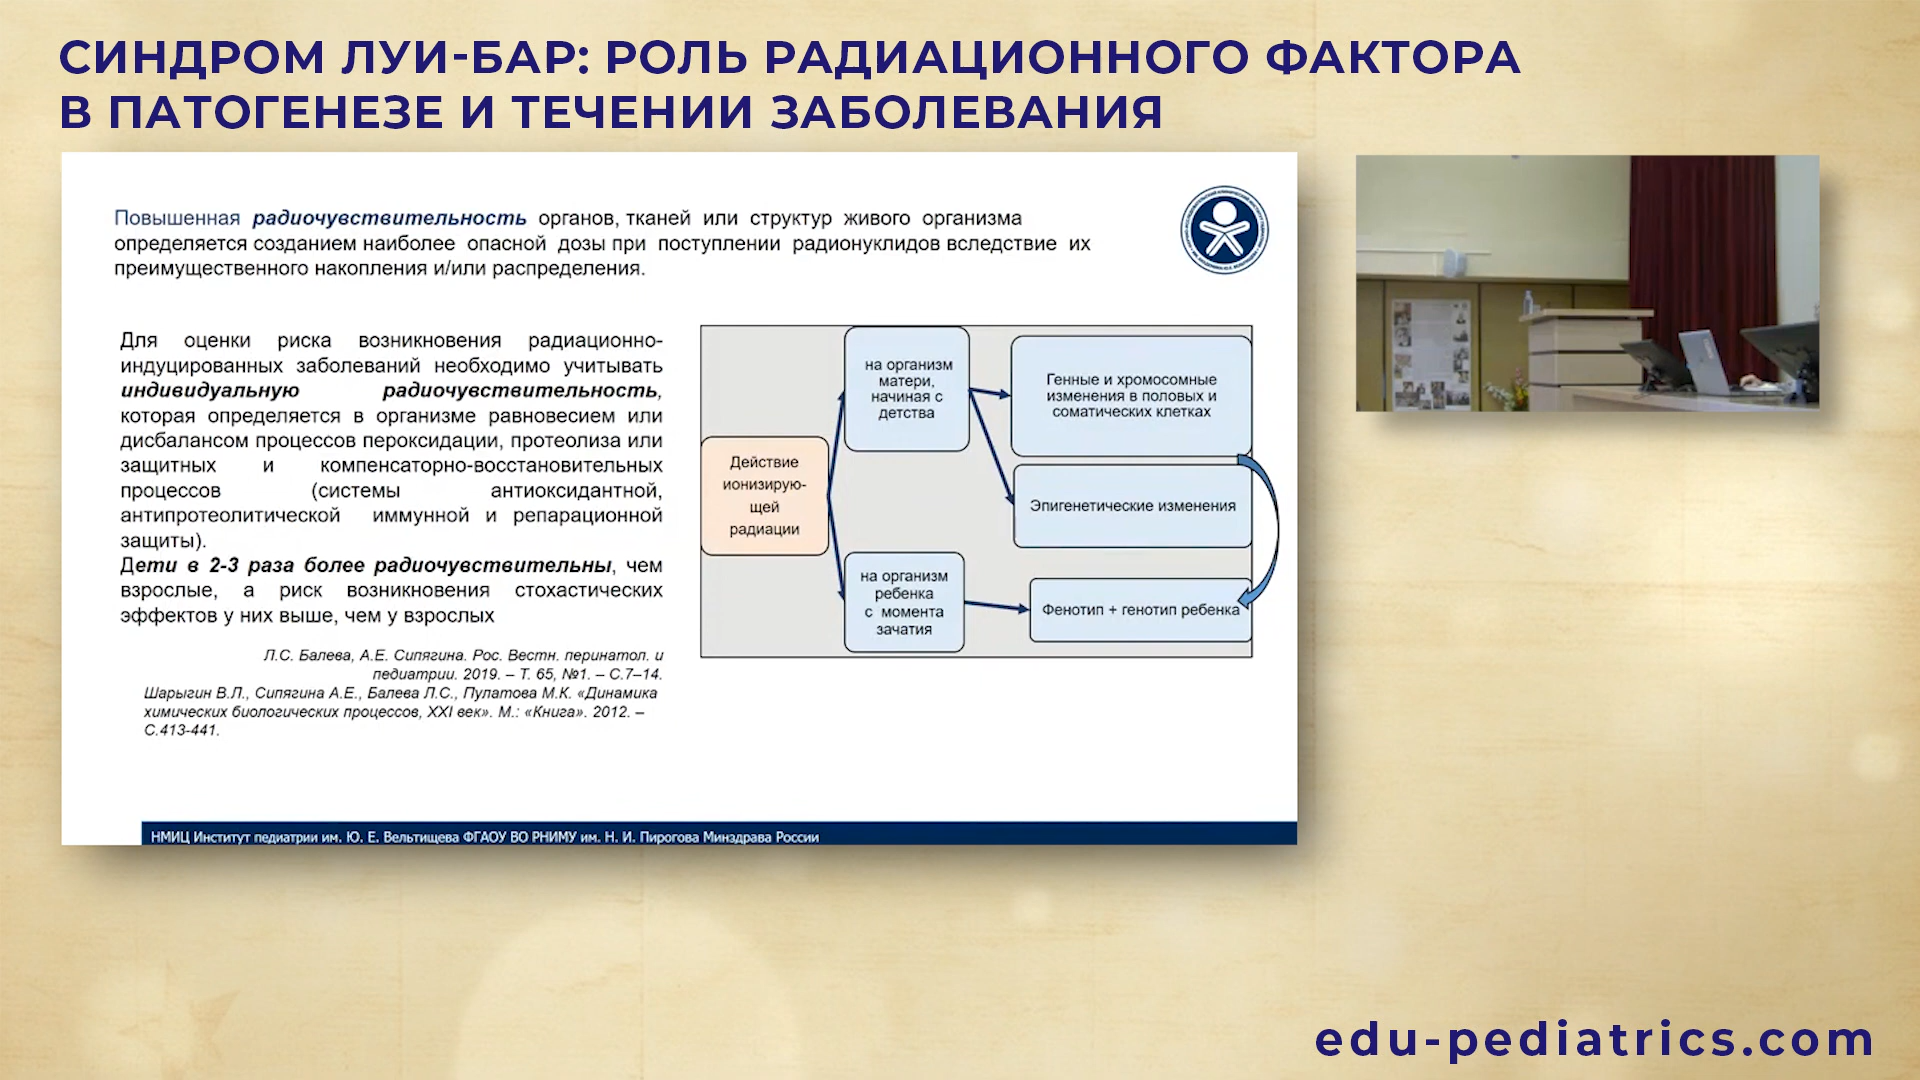 СИНДРОМ ЛУИ-БАР: РОЛЬ РАДИАЦИОННОГО ФАКТОРА
В ПАТОГЕНЕЗЕ И ТЕЧЕНИИ ЗАБОЛЕВАНИЯ
Повышенная радиочувствительность органов, тканей или структур живого организма
определяется созданием наиболее опасной дозы при поступлении радионуклидов вследствие их
преимущественного накопления и/или распределения.
Для оценки риска возникновения радиационно-
индуцированных заболеваний необходимо учитывать
индивидуальную радиочувствительность,
которая определяется в организме равновесием или
дисбалансом процессов пероксидации, протеолиза или
защитных и компенсаторно-восстановительных
процессов (системы антиоксидантной,
антипротеолитической иммунной и репарационной
защиты).
Дети в 2-3 раза более радиочувствительны, чем
взрослые, а риск возникновения стохастических
эффектов у них выше, чем у взрослых
Л.С. Балева, А.Е. Сипягина. Рос. Вестн. перинатол. и
педиатрии. 2019. – Т. 65, №1. – С.7–14.
Шарыгин В.Л., Сипягина А.Е., Балева Л.С., Пулатова М.К. «Динамика
химических биологических процессов, XXI век». М.: «Книга». 2012. –
С.413-441.
Действие
ионизирую-
щей
радиации
на организм
матери,
начиная с
детства
Генные и хромосомные
изменения в половых и
соматических клетках
Эпигенетические изменения
на организм
ребенка
с момента
зачатия
Фенотип + генотип ребенка
НМИЦ Институт педиатрии им. Ю. Е. Вельтищева ФГАОУ ВО РНИМУ им. Н. И. Пирогова Минздрава России
edu-pediatrics.com